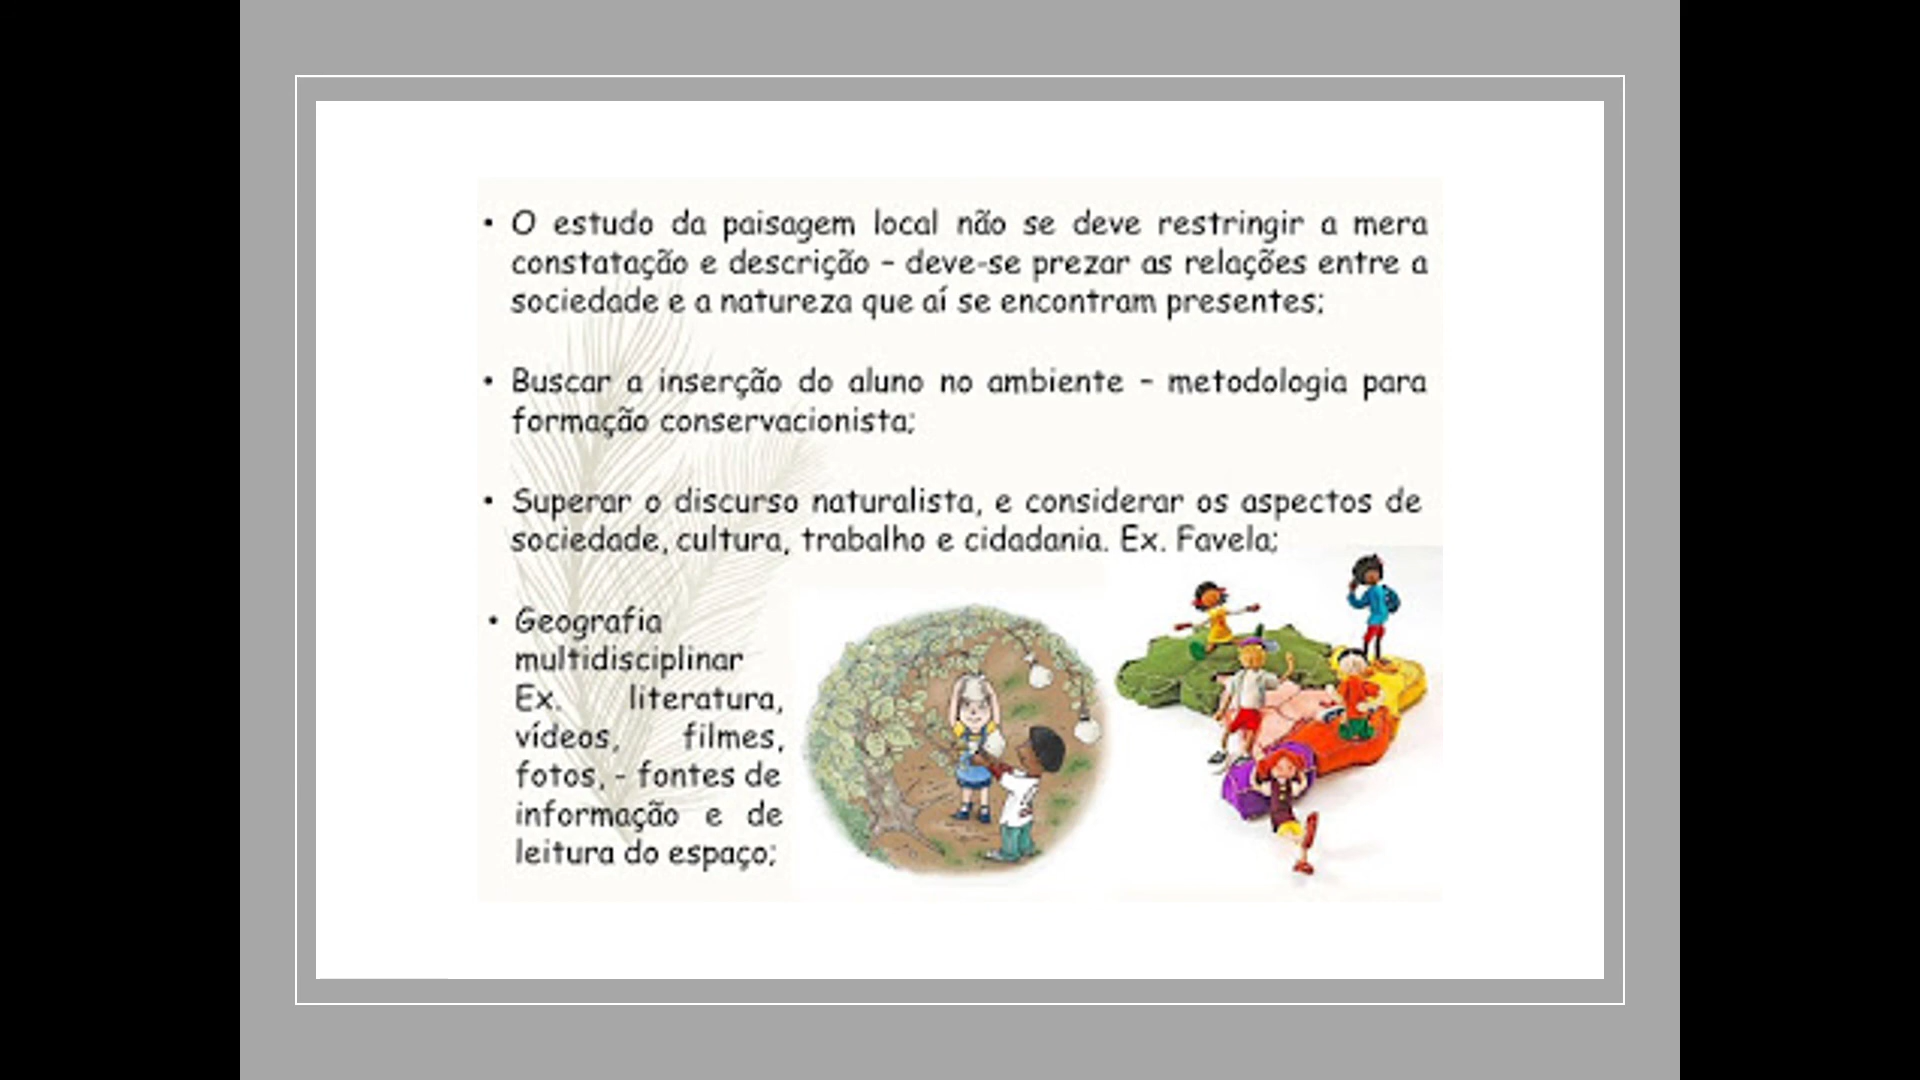 • O estudo da paisagem local não se deve restringir a mera
constatação e descrição – deve-se prezar as relações entre a
sociedade e a natureza que aí se encontram presentes;
• Buscar a inserção do aluno no ambiente – metodologia para
formação conservacionista;
• Superar o discurso naturalista, e considerar os aspectos de
sociedade, cultura, trabalho e cidadania. Ex. Favela;
• Geografia
multidisciplinar
Ex. literatura,
vídeos, filmes,
fotos, - fontes de
informação e de
leitura do espaço;